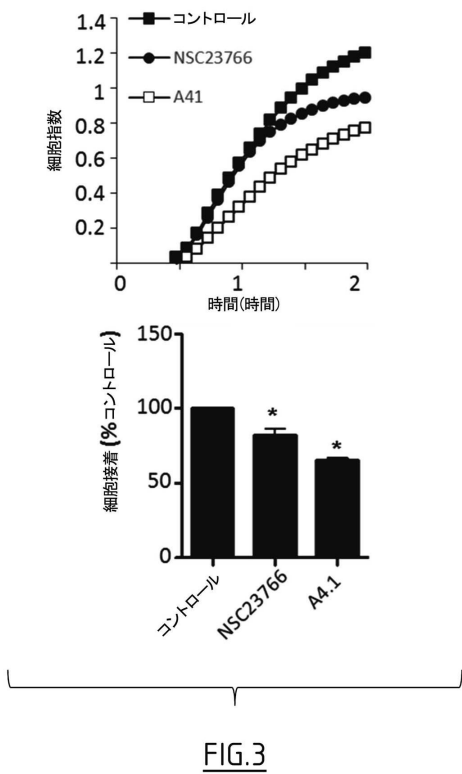 1.4
1.2
1
0.8
0.6
0.4
0.2
細胞指数
コントロール
NSC23766
A41
0 1 2
時間(時間)
150
100
50
0
細胞接着 (%コントロール)
* *
コントロール
NSC23766
A4.1
FIG.3